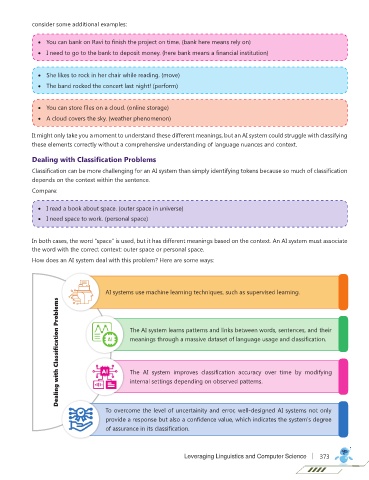 consider some additional examples:
• You can bank on Ravi to finish the project on time. (bank here means rely on)
• I need to go to the bank to deposit money. (here bank means a financial institution)
• She likes to rock in her chair while reading. (move)
• The band rocked the concert last night! (perform)
• You can store files on a cloud. (online storage)
• A cloud covers the sky. (weather phenomenon)
It might only take you a moment to understand these different meanings, but an AI system could struggle with classifying
these elements correctly without a comprehensive understanding of language nuances and context.
Dealing with Classification Problems
Classification can be more challenging for an AI system than simply identifying tokens because so much of classification
depends on the context within the sentence.
Compare:
• I read a book about space. (outer space in universe)
• I need space to work. (personal space)
In both cases, the word "space" is used, but it has different meanings based on the context. An AI system must associate
the word with the correct context: outer space or personal space.
How does an AI system deal with this problem? Here are some ways:
Dealing with Classification Problems
AI systems use machine learning techniques, such as supervised learning.
The AI system learns patterns and links between words, sentences, and their
meanings through a massive dataset of language usage and classification.
AI
The AI system improves classification accuracy over time by modifying
internal settings depending on observed patterns.
AI
To overcome the level of uncertainity and error, well-designed AI systems not only
provide a response but also a confidence value, which indicates the system's degree
of assurance in its classification.
Leveraging Linguistics and Computer Science | 373